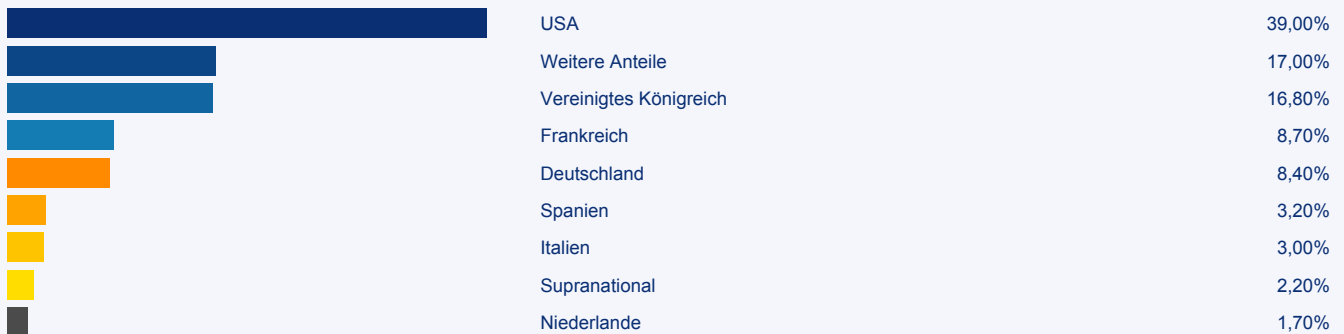 USA 39,00%
Weitere Anteile 17,00%
Vereinigtes Königreich 16,80%
Frankreich 8,70%
Deutschland 8,40%
Spanien 3,20%
Italien 3,00%
Supranational 2,20%
Niederlande 1,70%